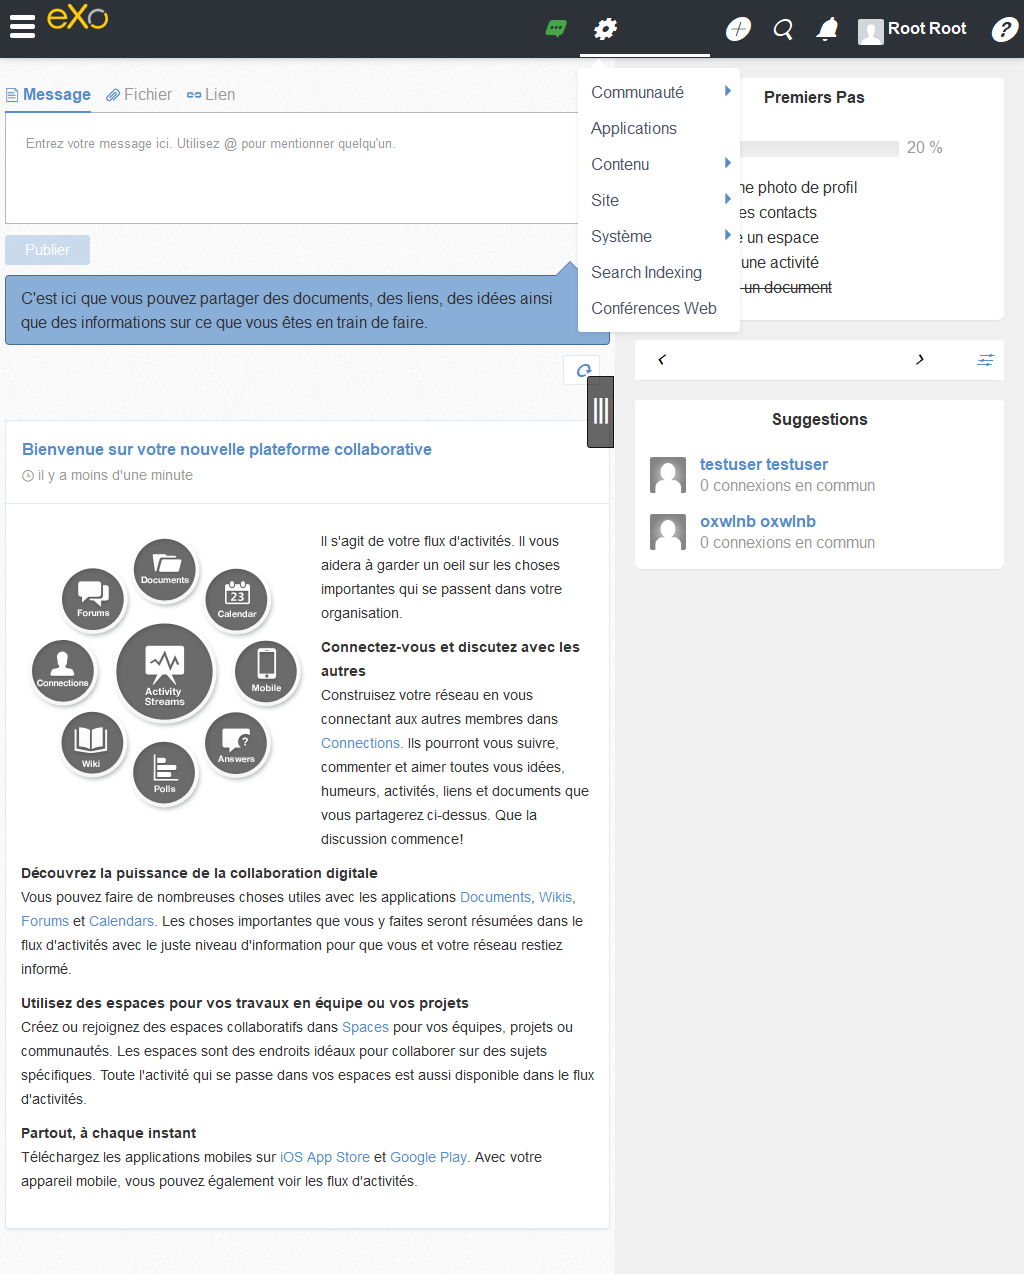 eXo
Root Root
?
Message
Fichier
Lien
Entrez votre message ici. Utilisez @ pour mentionner quelqu'un.
Publier
C'est ici que vous pouvez partager des documents, des liens, des idées ainsi
que des informations sur ce que vous êtes en train de faire.
Communauté
Applications
Contenu
Site
Système
Search Indexing
Conférences Web
Premiers Pas
20 %
photo de profil
contacts
un espace
une activité
un document
Suggestions
testuser testuser
0 connexions en commun
oxwlnb oxwlnb
0 connexions en commun
Bienvenue sur votre nouvelle plateforme collaborative
il y a moins d'une minute
Documents
Forums
Calendar
23
Connections
Activity
Streams
Mobile
Wiki
Answers
?
Polls
Il s'agit de votre flux d'activités. Il vous
aidera à garder un oeil sur les choses
importantes qui se passent dans votre
organisation.
Connectez-vous et discutez avec les
autres
Construisez votre réseau en vous
connectant aux autres membres dans
Connections. Ils pourront vous suivre,
commenter et aimer toutes vous idées,
humeurs, activités, liens et documents que
vous partagerez ci-dessus. Que la
discussion commence!
Découvrez la puissance de la collaboration digitale
Vous pouvez faire de nombreuses choses utiles avec les applications Documents, Wikis,
Forums et Calendars. Les choses importantes que vous y faites seront résumées dans le
flux d'activités avec le juste niveau d'information pour que vous et votre réseau restiez
informé.
Utilisez des espaces pour vos travaux en équipe ou vos projets
Créez ou rejoignez des espaces collaboratifs dans Spaces pour vos équipes, projets ou
communautés. Les espaces sont des endroits idéaux pour collaborer sur des sujets
spécifiques. Toute l'activité qui se passe dans vos espaces est aussi disponible dans le flux
d'activités.
Partout, à chaque instant
Téléchargez les applications mobiles sur iOS App Store et Google Play. Avec votre
appareil mobile, vous pouvez également voir les flux d'activités.